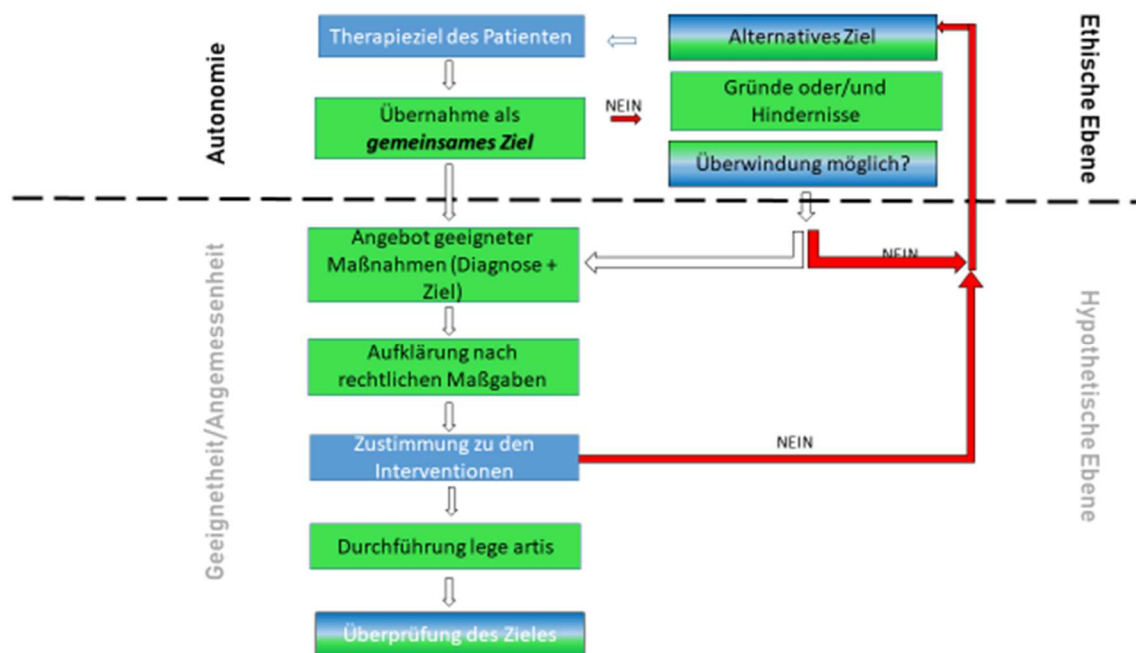 Therapieziel des Patienten
Alternatives Ziel
Autonomie
Ethische Ebene
Übernahme als
gemeinsames Ziel
NEIN
Gründe oder/und
Hindernisse
Überwindung möglich?
Geeignetheit/Angemessenheit
Hypothetische Ebene
Angebot geeigneter
Maßnahmen (Diagnose +
Ziel)
NEIN
Aufklärung nach
rechtlichen Maßgaben
Zustimmung zu den
Interventionen
NEIN
Durchführung lege artis
Überprüfung des Zieles